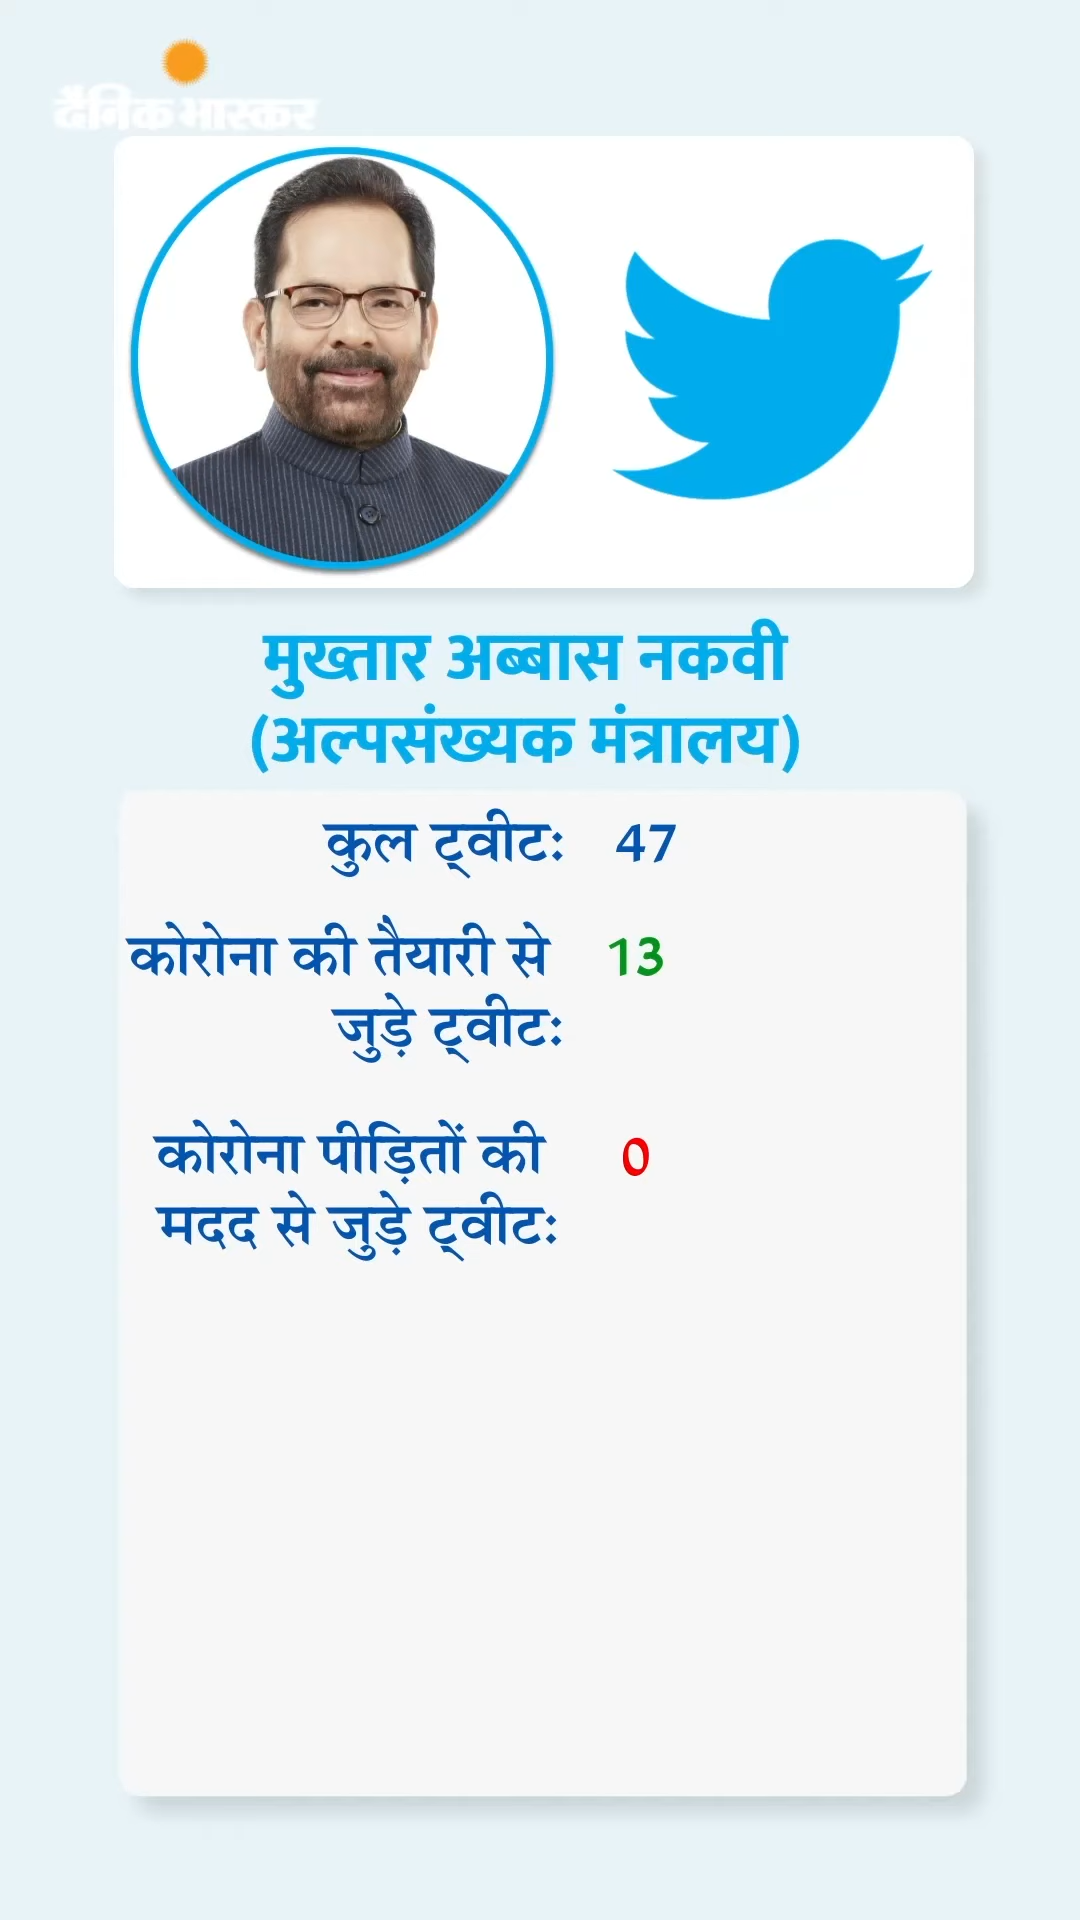 दैनिक भास्कर
मुख्तार अब्बास नकवी
(अल्पसंख्यक मंत्रालय)
कुल ट्वीटः 47
कोरोना की तैयारी से 13
जुड़े ट्वीटः
कोरोना पीड़ितों की 0
मदद से जुड़े ट्वीटः